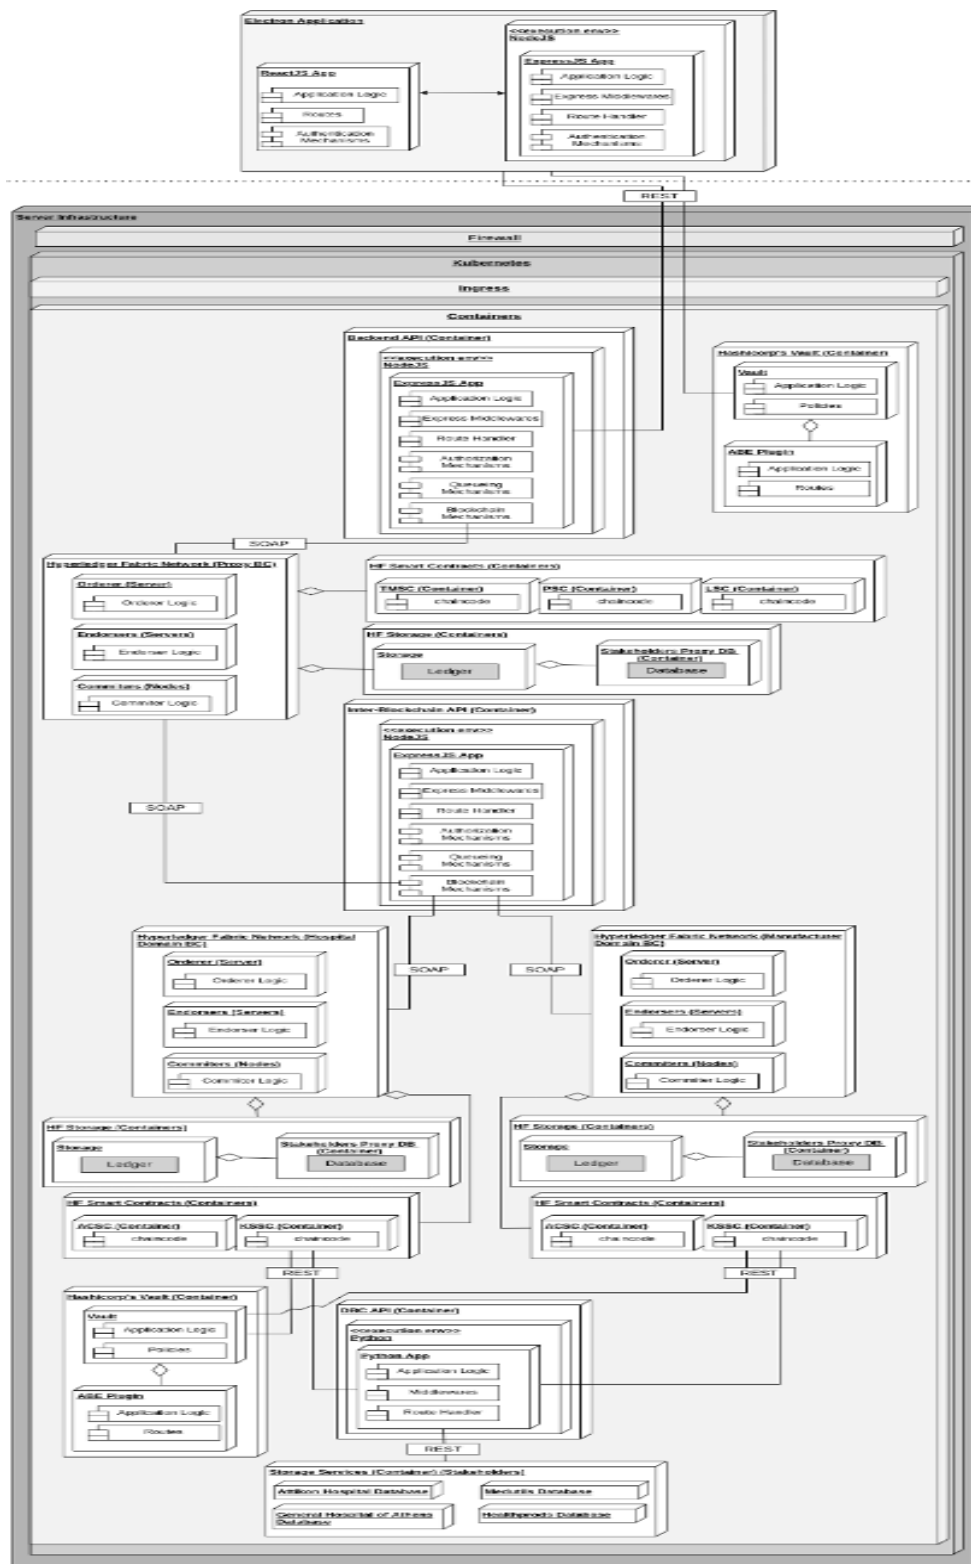 Electron Application
<<execution env>>
NodeJS
ExpressJS App
Application Logic
Express Middlewares
Route Handler
Authentication
Mechanisms
ReactJS App
Application Logic
Routes
Authentication
Mechanisms
REST
Server Infrastructure
Firewall
Kubernetes
Ingress
Containers
Backend API (Container)
<<execution env>>
NodeJS
ExpressJS App
Application Logic
Express Middlewares
Route Handler
Authorization
Mechanisms
Queueing
Mechanisms
Blockchain
Mechanisms
Hashicorp's Vault (Container)
Vault
Application Logic
Policies
ABE Plugin
Application Logic
Routes
SOAP
Hyperledger Fabric Network (Proxy BC)
Orderer (Server)
Orderer Logic
Endorsers (Servers)
Endorser Logic
Commiters (Nodes)
Commiter Logic
HF Smart Contracts (Containers)
TMSC (Container)
chaincode
PSC (Container)
chaincode
LSC (Container)
chaincode
HF Storage (Containers)
Storage
Ledger
Stakeholders Proxy DB
(Container)
Database
Inter-Blockchain API (Container)
<<execution env>>
NodeJS
ExpressJS App
Application Logic
Express Middlewares
Route Handler
Authorization
Mechanisms
Queueing
Mechanisms
Blockchain
Mechanisms
SOAP
Hyperledger Fabric Network (Hospital
Domain BC)
Orderer (Server)
Orderer Logic
Endorsers (Servers)
Endorser Logic
Commiters (Nodes)
Commiter Logic
SOAP
SOAP
Hyperledger Fabric Network (Manufacturer
Domain BC)
Orderer (Server)
Orderer Logic
Endorsers (Servers)
Endorser Logic
Commiters (Nodes)
Commiter Logic
HF Storage (Containers)
Storage
Ledger
Stakeholders Proxy DB
(Container)
Database
HF Storage (Containers)
Storage
Ledger
Stakeholders Proxy DB
(Container)
Database
HF Smart Contracts (Containers)
ACSC (Container)
chaincode
KSSC (Container)
chaincode
HF Smart Contracts (Containers)
ACSC (Container)
chaincode
KSSC (Container)
chaincode
REST
REST
Hashicorp's Vault (Container)
Vault
Application Logic
Policies
ABE Plugin
Application Logic
Routes
DBC API (Container)
<<execution env>>
Python
Python App
Application Logic
Middlewares
Route Handler
REST
Storage Services (Container) (Stakeholders)
Attikon Hospital Database
Medutils Database
General Hospital of Athens
Database
Healthprods Database